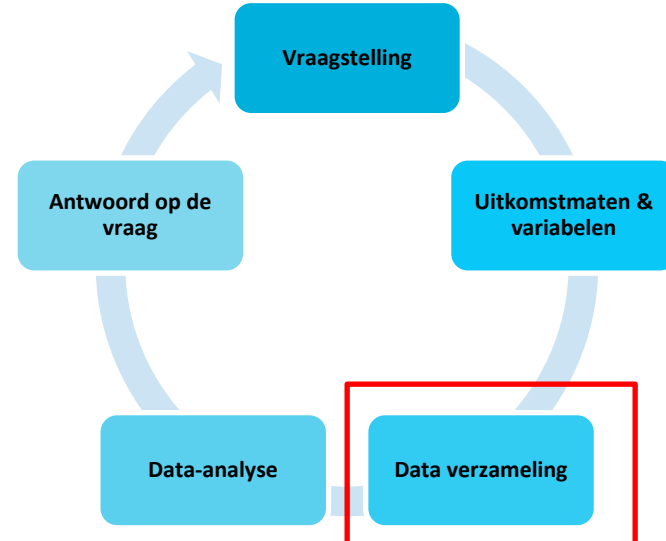 Vraagstelling
Uitkomstmaten &
variabelen
Data verzameling
Data-analyse
Antwoord op de
vraag